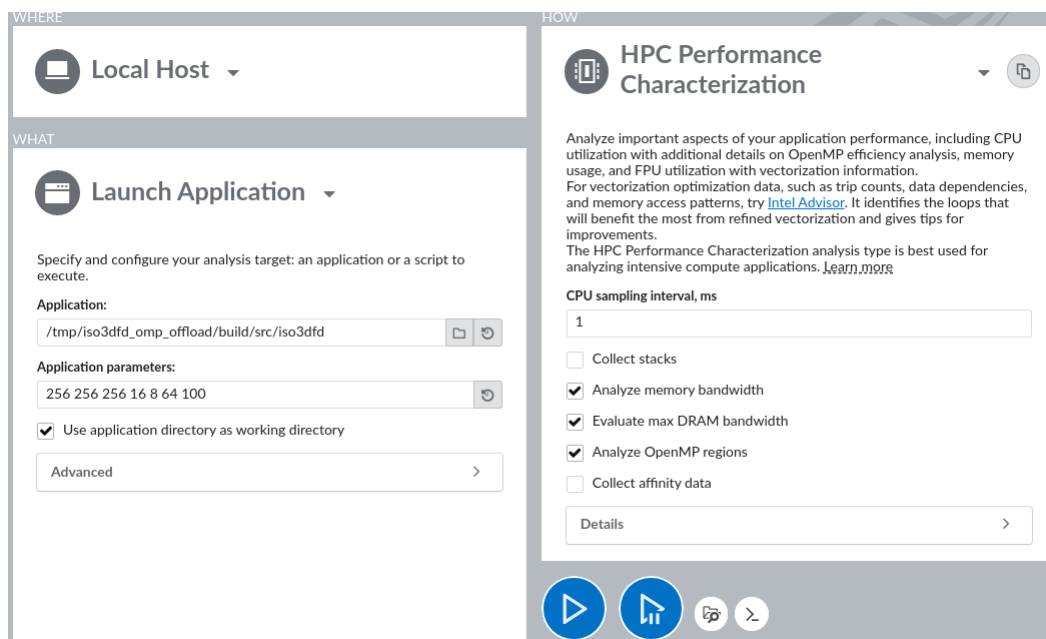 WHERE
Local Host
WHAT
Launch Application
Specify and configure your analysis target: an application or a script to
execute.
Application:
/tmp/iso3dfd_omp_offload/build/src/iso3dfd
Application parameters:
256 256 256 16 8 64 100
Use application directory as working directory
Advanced
HOW
HPC Performance
Characterization
Analyze important aspects of your application performance, including CPU
utilization with additional details on OpenMP efficiency analysis, memory
usage, and FPU utilization with vectorization information.
For vectorization optimization data, such as trip counts, data dependencies,
and memory access patterns, try Intel Advisor. It identifies the loops that
will benefit the most from refined vectorization and gives tips for
improvements.
The HPC Performance Characterization analysis type is best used for
analyzing intensive compute applications. Learn more
CPU sampling interval, ms
1
Collect stacks
Analyze memory bandwidth
Evaluate max DRAM bandwidth
Analyze OpenMP regions
Collect affinity data
Details